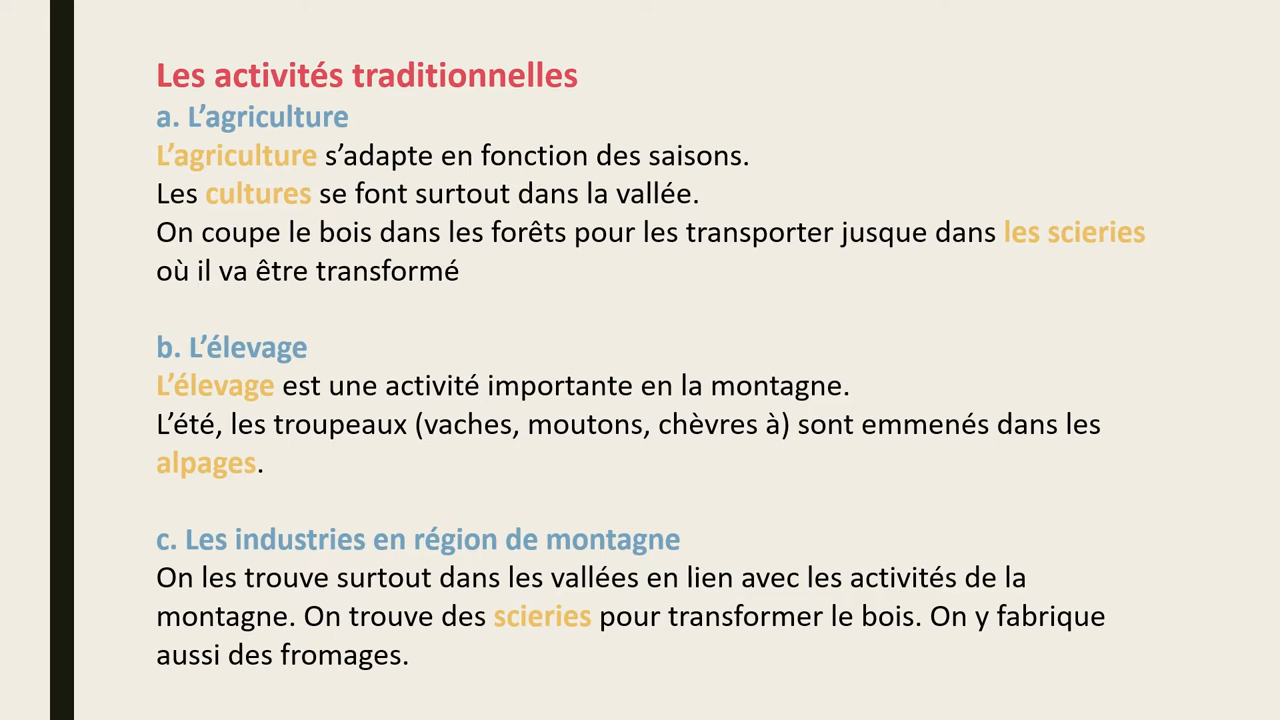 Les activités traditionnelles
a. L’agriculture
L’agriculture s’adapte en fonction des saisons.
Les cultures se font surtout dans la vallée.
On coupe le bois dans les forêts pour les transporter jusque dans les scieries
où il va être transformé
b. L’élevage
L’élevage est une activité importante en la montagne.
L’été, les troupeaux (vaches, moutons, chèvres à) sont emmenés dans les
alpages.
c. Les industries en région de montagne
On les trouve surtout dans les vallées en lien avec les activités de la
montagne. On trouve des scieries pour transformer le bois. On y fabrique
aussi des fromages.